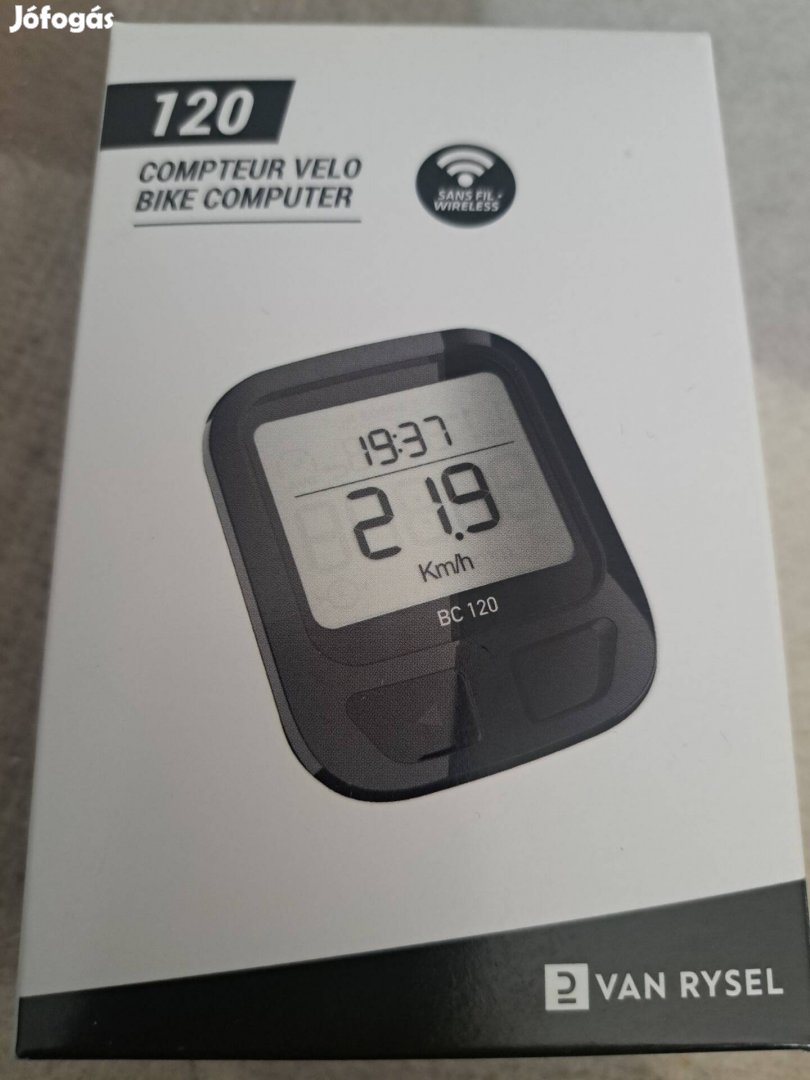 Jófogás
120
COMPTEUR VELO
BIKE COMPUTER
SANS FIL •
WIRELESS
19:37
21.9
Km/h
BC 120
VAN RYSEL